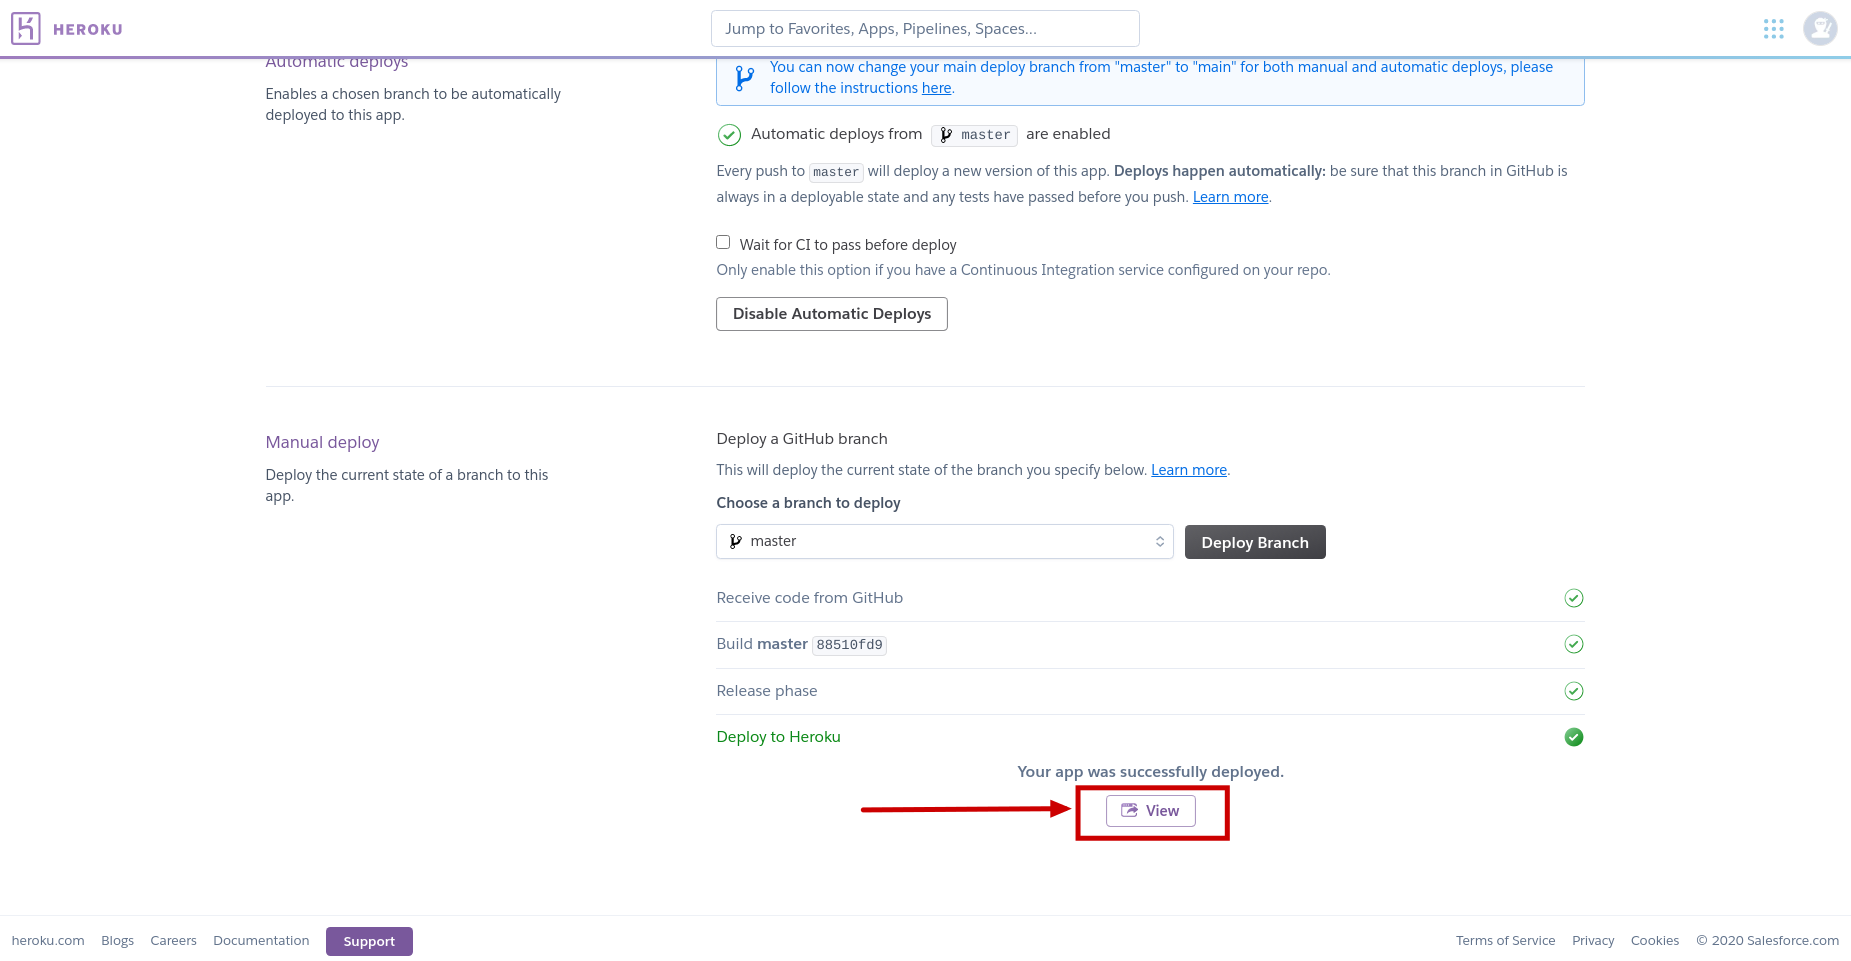 HEROKU
Jump to Favorites, Apps, Pipelines, Spaces...
Automatic deploys
Enables a chosen branch to be automatically
deployed to this app.
You can now change your main deploy branch from "master" to "main" for both manual and automatic deploys, please
follow the instructions here.
Automatic deploys from master are enabled
Every push to master will deploy a new version of this app. Deploys happen automatically: be sure that this branch in GitHub is
always in a deployable state and any tests have passed before you push. Learn more.
Wait for CI to pass before deploy
Only enable this option if you have a Continuous Integration service configured on your repo.
Disable Automatic Deploys
Manual deploy
Deploy the current state of a branch to this
app.
Deploy a GitHub branch
This will deploy the current state of the branch you specify below. Learn more.
Choose a branch to deploy
master
Deploy Branch
Receive code from GitHub
Build master 88510fd9
Release phase
Deploy to Heroku
Your app was successfully deployed.
View
heroku.com Blogs Careers Documentation Support Terms of Service Privacy Cookies © 2020 Salesforce.com